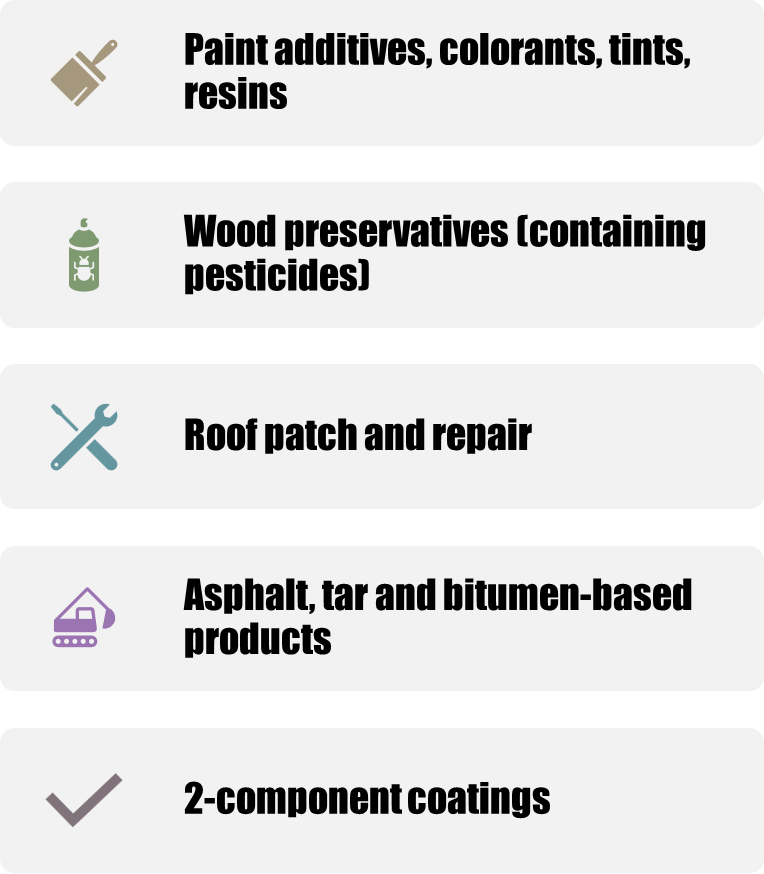 Paint additives, colorants, tints,
resins
Wood preservatives (containing
pesticides)
Roof patch and repair
Asphalt, tar and bitumen-based
products
2-component coatings